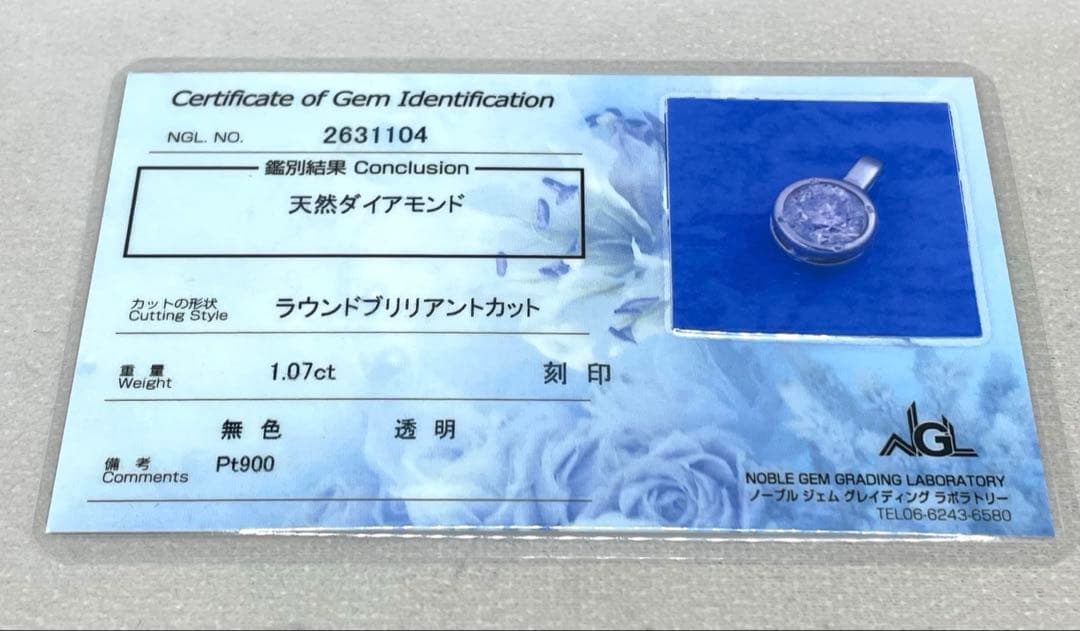 Certificate of Gem Identification
NGL. NO. 2631104
鑑別結果 Conclusion
天然ダイアモンド
カットの形状
Cutting Style
ラウンドブリリアントカット
重量
Weight
1.07ct 刻印
無色 透明
備考
Comments
Pt900
NGL
NOBLE GEM GRADING LABORATORY
ノーブル ジェム グレイディング ラボラトリー
TEL06-6243-6580